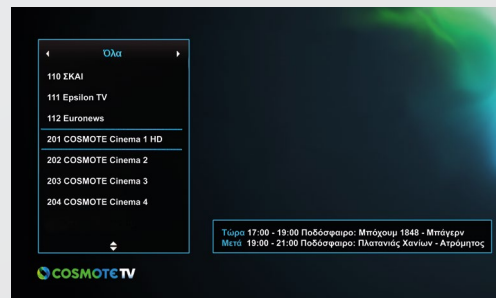 Όλα
110 ΣΚΑΙ
111 Epsilon TV
112 Euronews
201 COSMOTE Cinema 1 HD
202 COSMOTE Cinema 2
203 COSMOTE Cinema 3
204 COSMOTE Cinema 4
Τώρα 17:00 - 19:00 Ποδόσφαιρο: Μπόχουμ 1848 - Μπάγερν
Μετά 19:00 - 21:00 Ποδόσφαιρο: Πλατανιάς Χανίων - Ατρόμητος
COSMOTE TV